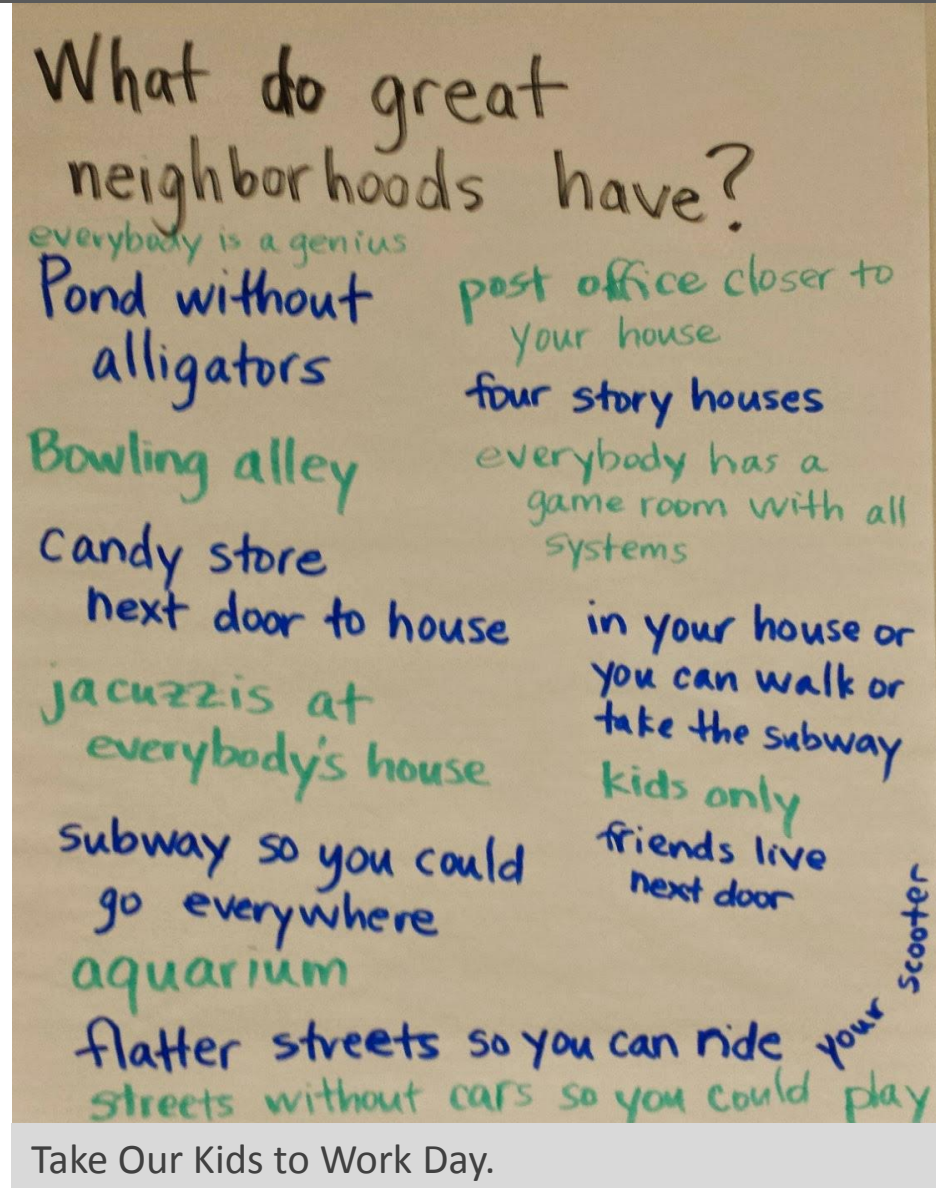 What do great
neighborhoods have?
everybody is a genius
Pond without
alligators
Bowling alley
Candy store
next door to house
jacuzzis at
everybody's house
subway so you could
go everywhere
aquarium
flatter streets so you can ride your scooter
streets without cars so you could play
post office closer to
your house
four story houses
everybody has a
game room with all
systems
in your house or
you can walk or
take the subway
kids only
friends live
next door
Take Our Kids to Work Day.